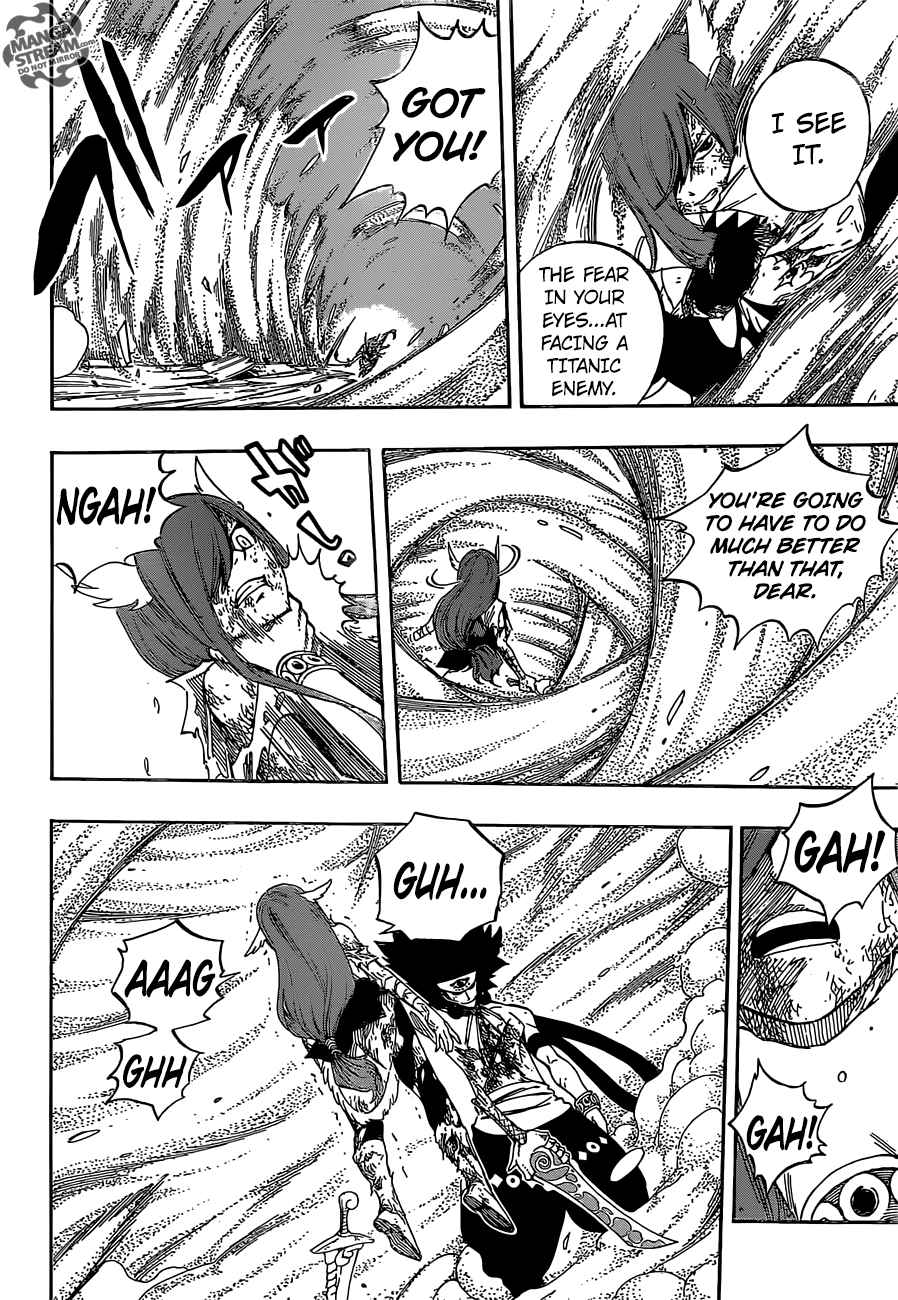 MANGA
STREAM
DO NOT MIRROR
I SEE
IT.
THE FEAR
IN YOUR
EYES...AT
FACING A
TITANIC
ENEMY.
GOT
YOU!
YOU'RE GOING
TO HAVE TO DO
MUCH BETTER
THAN THAT,
DEAR.
NGAH!
GAH!
GAH!
GUH...
AAAG
GHH